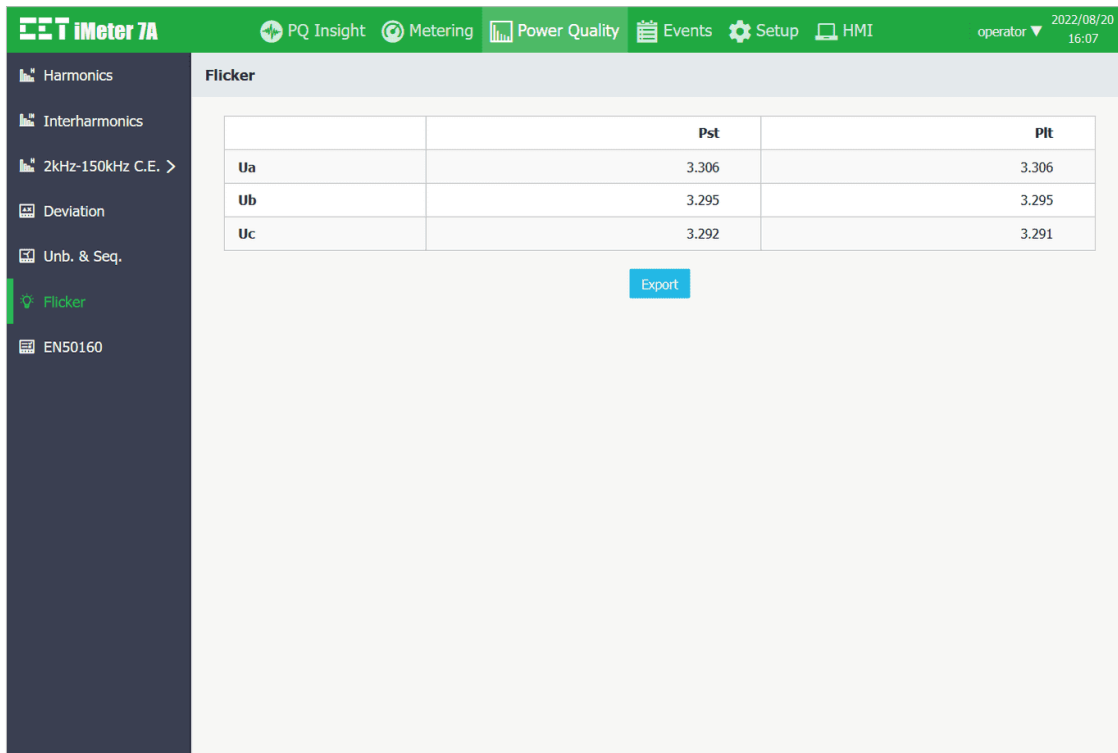 CET iMeter 7A PQ Insight Metering Power Quality Events Setup HMI operator 2022/08/20
16:07
Harmonics
Interharmonics
2kHz-150kHz C.E.
Deviation
Unb. & Seq.
Flicker
EN50160
Flicker
Pst Plt
Ua 3.306 3.306
Ub 3.295 3.295
Uc 3.292 3.291
Export